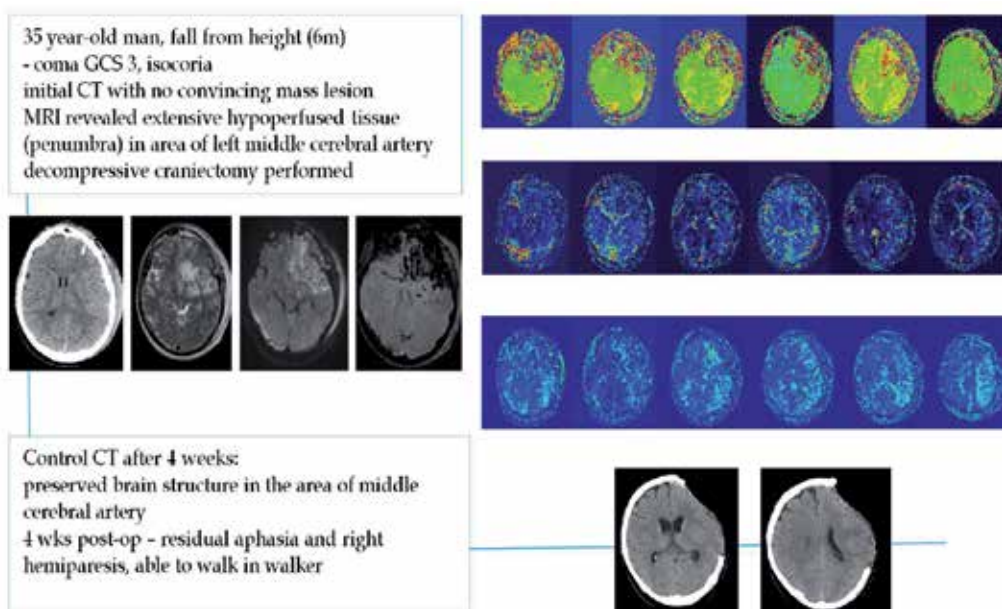 35 year-old man, fall from height (6m)
- coma GCS 3, isocoria
initial CT with no convincing mass lesion
MRI revealed extensive hypoperfused tissue
(penumbra) in area of left middle cerebral artery
decompressive craniectomy performed
Control CT after 4 weeks:
preserved brain structure in the area of middle
cerebral artery
4 wks post-op – residual aphasia and right
hemiparesis, able to walk in walker